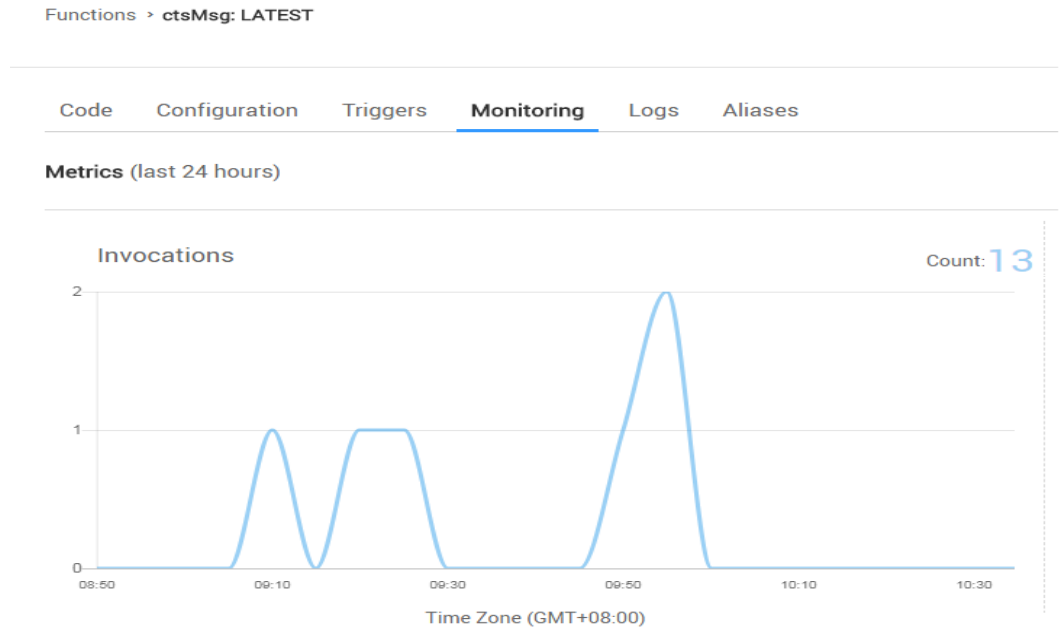 Functions > ctsMsg: LATEST
Code Configuration Triggers Monitoring Logs Aliases
Metrics (last 24 hours)
Invocations Count: 13
2
1
0
08:50 09:10 09:30 09:50 10:10 10:30
Time Zone (GMT+08:00)